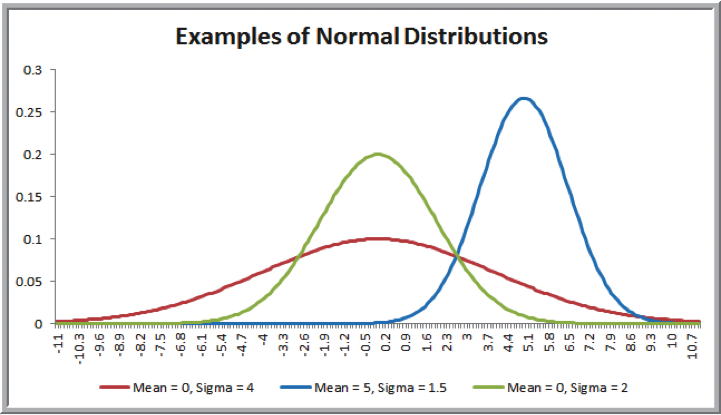 Examples of Normal Distributions
0.3
0.25
0.2
0.15
0.1
0.05
0
-11 -10.3 -9.6 -8.9 -8.2 -7.5 -6.8 -6.1 -5.4 -4.7 -4 -3.3 -2.6 -1.9 -1.2 -0.5 0.2 0.9 1.6 2.3 3 3.7 4.4 5.1 5.8 6.5 7.2 7.9 8.6 9.3 10 10.7
Mean = 0, Sigma = 4 Mean = 5, Sigma = 1.5 Mean = 0, Sigma = 2